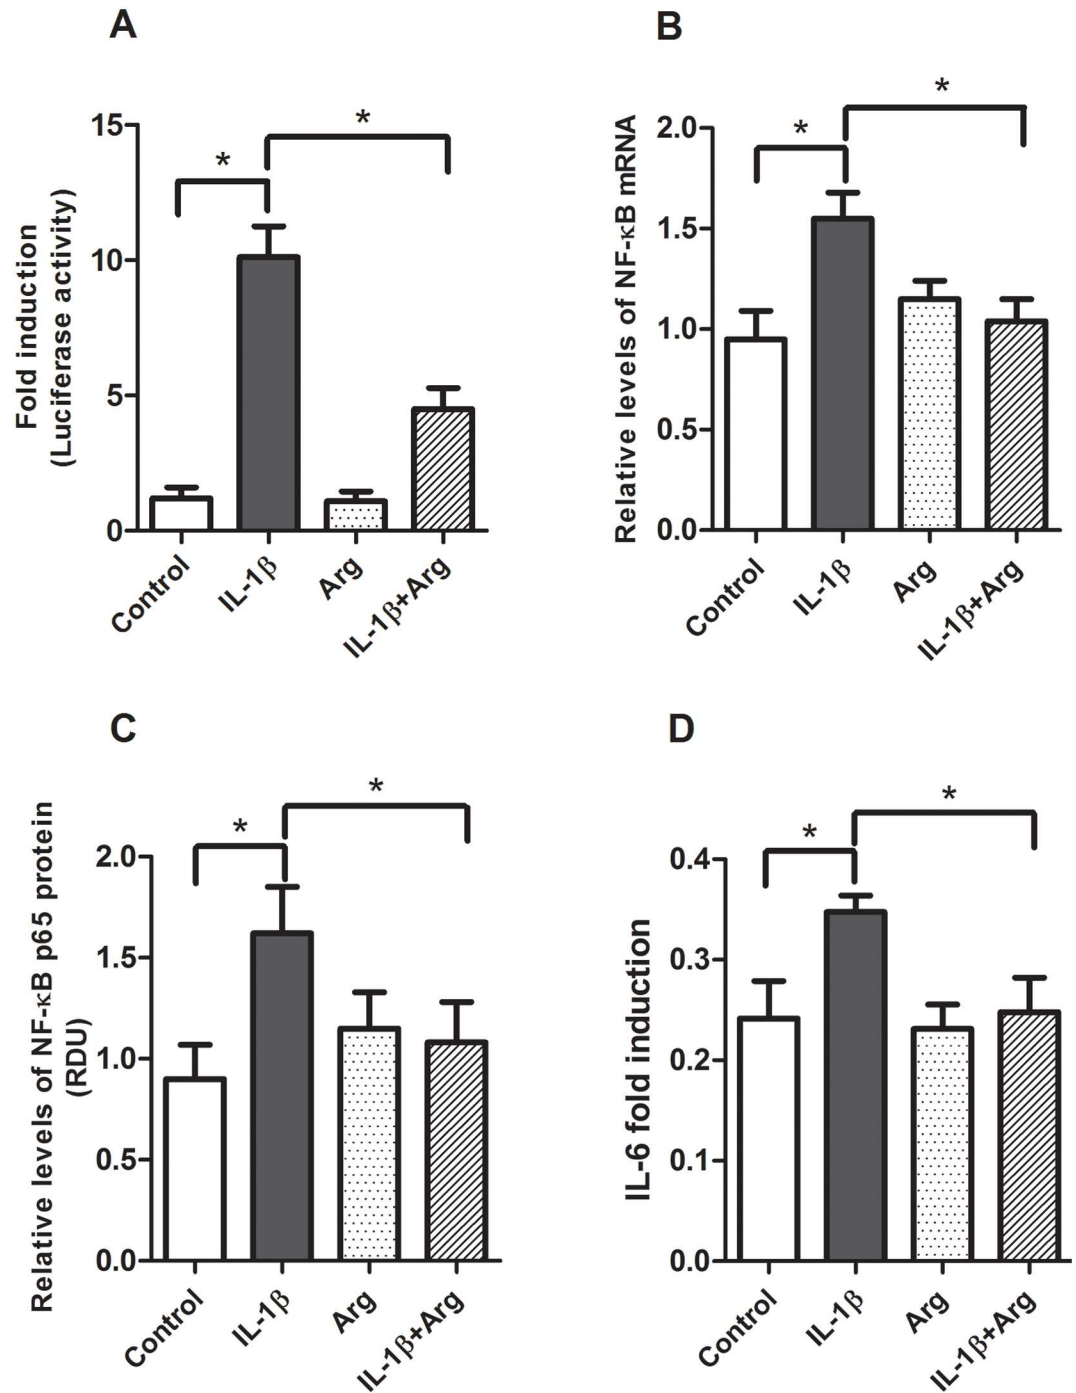 A
Fold induction
(Luciferase activity)
15
10
5
0
*
*
Control
IL-1β
Arg
IL-1β+Arg
B
Relative levels of NF-κB mRNA
2.0
1.5
1.0
0.5
0.0
*
*
Control
IL-1β
Arg
IL-1β+Arg
C
Relative levels of NF-κB p65 protein
(RDU)
2.0
1.5
1.0
0.5
0.0
*
*
Control
IL-1β
Arg
IL-1β+Arg
D
IL-6 fold induction
0.4
0.3
0.2
0.1
0.0
*
*
Control
IL-1β
Arg
IL-1β+Arg